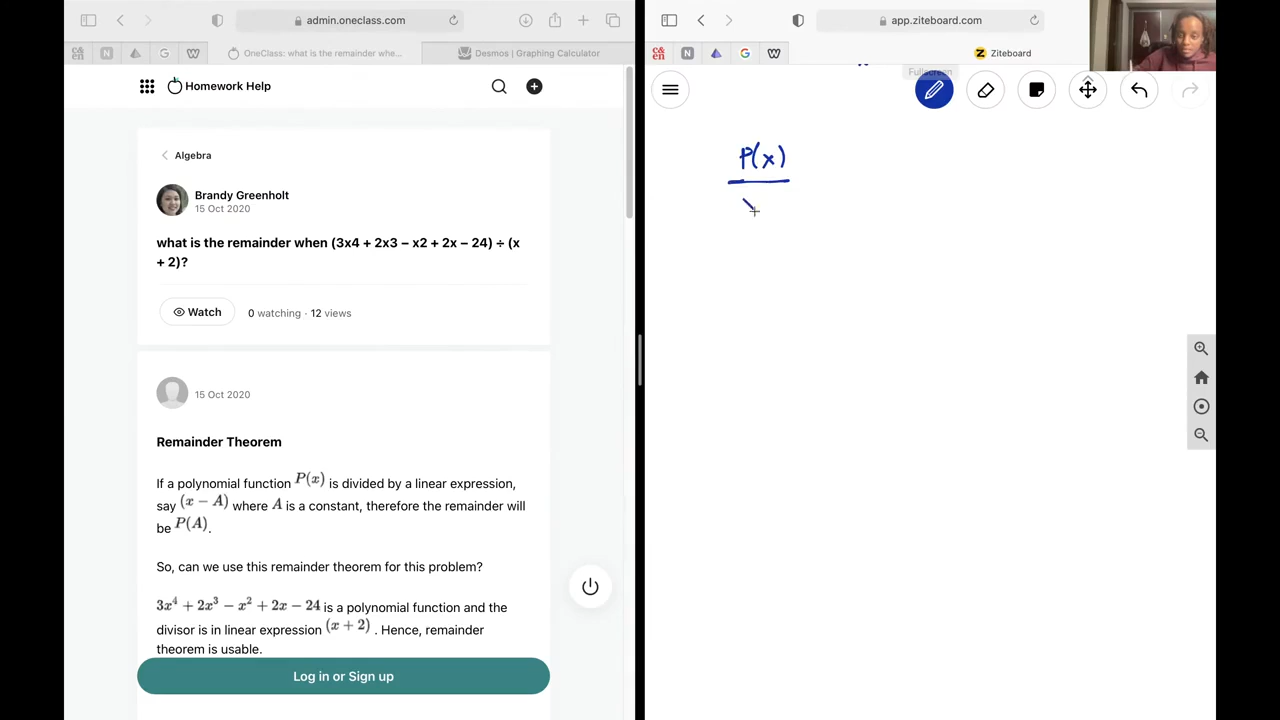 admin.oneclass.com
app.ziteboard.com
c& en
N
G
W
OneClass: what is the remainder whe...
Desmos | Graphing Calculator
c& en
N
G
W
Z Ziteboard
Homework Help
Fullscreen
Algebra
Brandy Greenholt
15 Oct 2020
what is the remainder when (3x4 + 2x3 − x2 + 2x − 24) ÷ (x
+ 2)?
Watch
0 watching · 12 views
15 Oct 2020
Remainder Theorem
If a polynomial function P(x) is divided by a linear expression,
say (x − A) where A is a constant, therefore the remainder will
be P(A).
So, can we use this remainder theorem for this problem?
3x⁴ + 2x³ − x² + 2x − 24 is a polynomial function and the
divisor is in linear expression (x + 2) . Hence, remainder
theorem is usable.
Log in or Sign up
P(x)